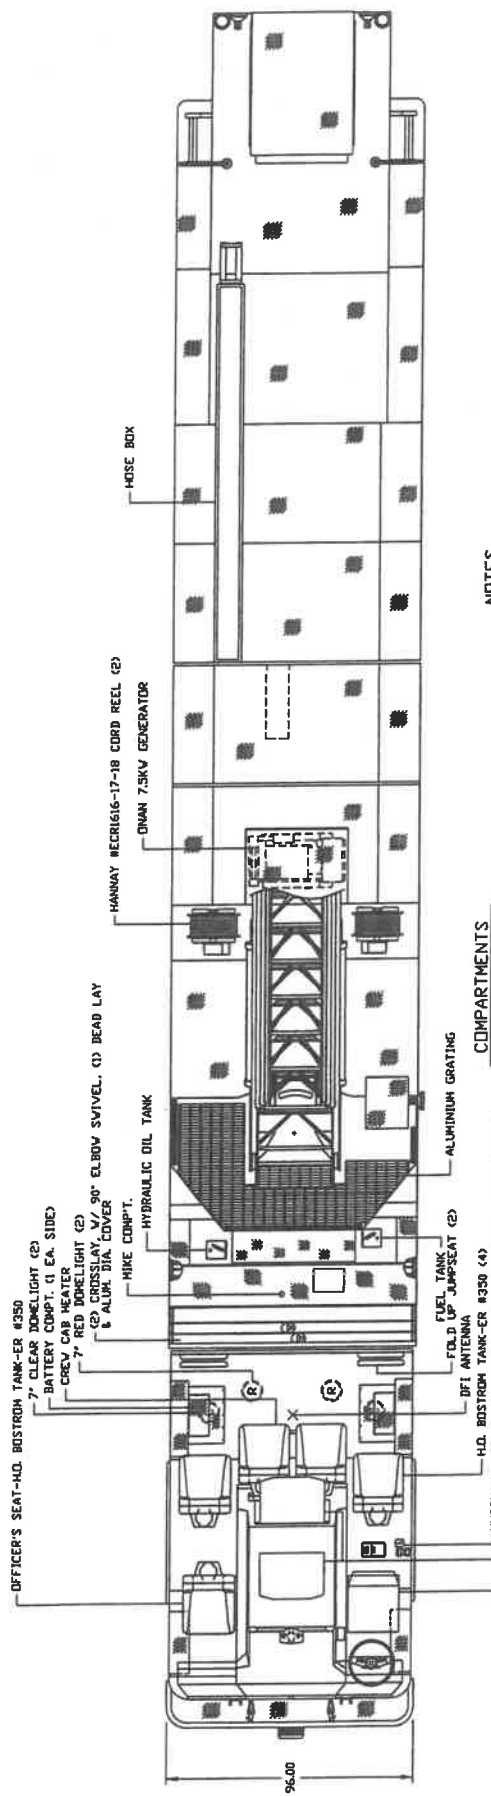 OFFICER'S SEAT-H.D. BOSTROM TANK-ER #350
7" CLEAR DOMELIGHT (2)
BATTERY COMPT. (1 EA. SIDE)
CREW CAB HEATER
7" RED DOMELIGHT (2)
(2) CROSSLAY, W/ 90° ELBOW SWIVEL, (1) DEAD LAY
& ALUM. DIA. COVER
MIKE COMP'T.
HYDRAULIC OIL TANK
HANNAY #ECR1616-17-18 CORD REEL (2)
ONAN 7.5KW GENERATOR
HOSE BOX
R
R
96.00
H.D. BOSTROM TANK-ER #350 (4)
DFI ANTENNA
FOLD UP JUMPSEAT (2)
FUEL TANK
ALUMINIUM GRATING
COMPARTMENTS
NOTES